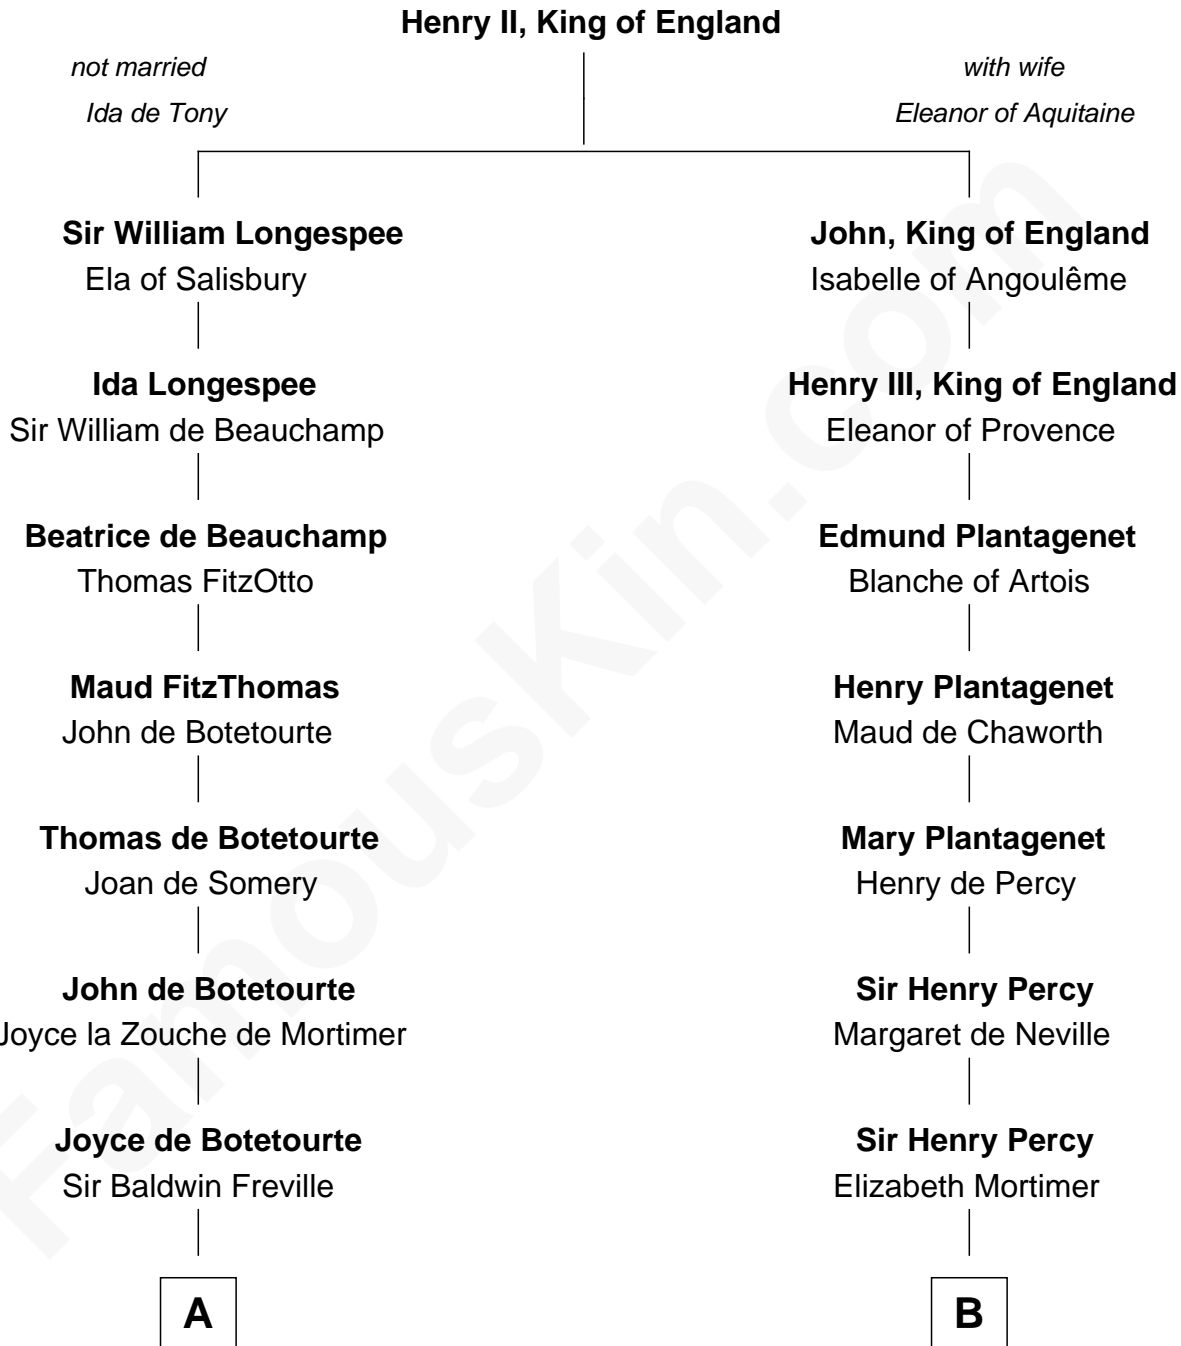 Henry II, King of England
not married
Ida de Tony
with wife
Eleanor of Aquitaine
Sir William Longespee
Ela of Salisbury
John, King of England
Isabelle of Angoulême
Ida Longespee
Sir William de Beauchamp
Henry III, King of England
Eleanor of Provence
Beatrice de Beauchamp
Thomas FitzOtto
Edmund Plantagenet
Blanche of Artois
Maud FitzThomas
John de Botetourte
Henry Plantagenet
Maud de Chaworth
Thomas de Botetourte
Joan de Somery
Mary Plantagenet
Henry de Percy
John de Botetourte
Joyce la Zouche de Mortimer
Sir Henry Percy
Margaret de Neville
Joyce de Botetourte
Sir Baldwin Freville
Sir Henry Percy
Elizabeth Mortimer
A
B
FamousKin.com